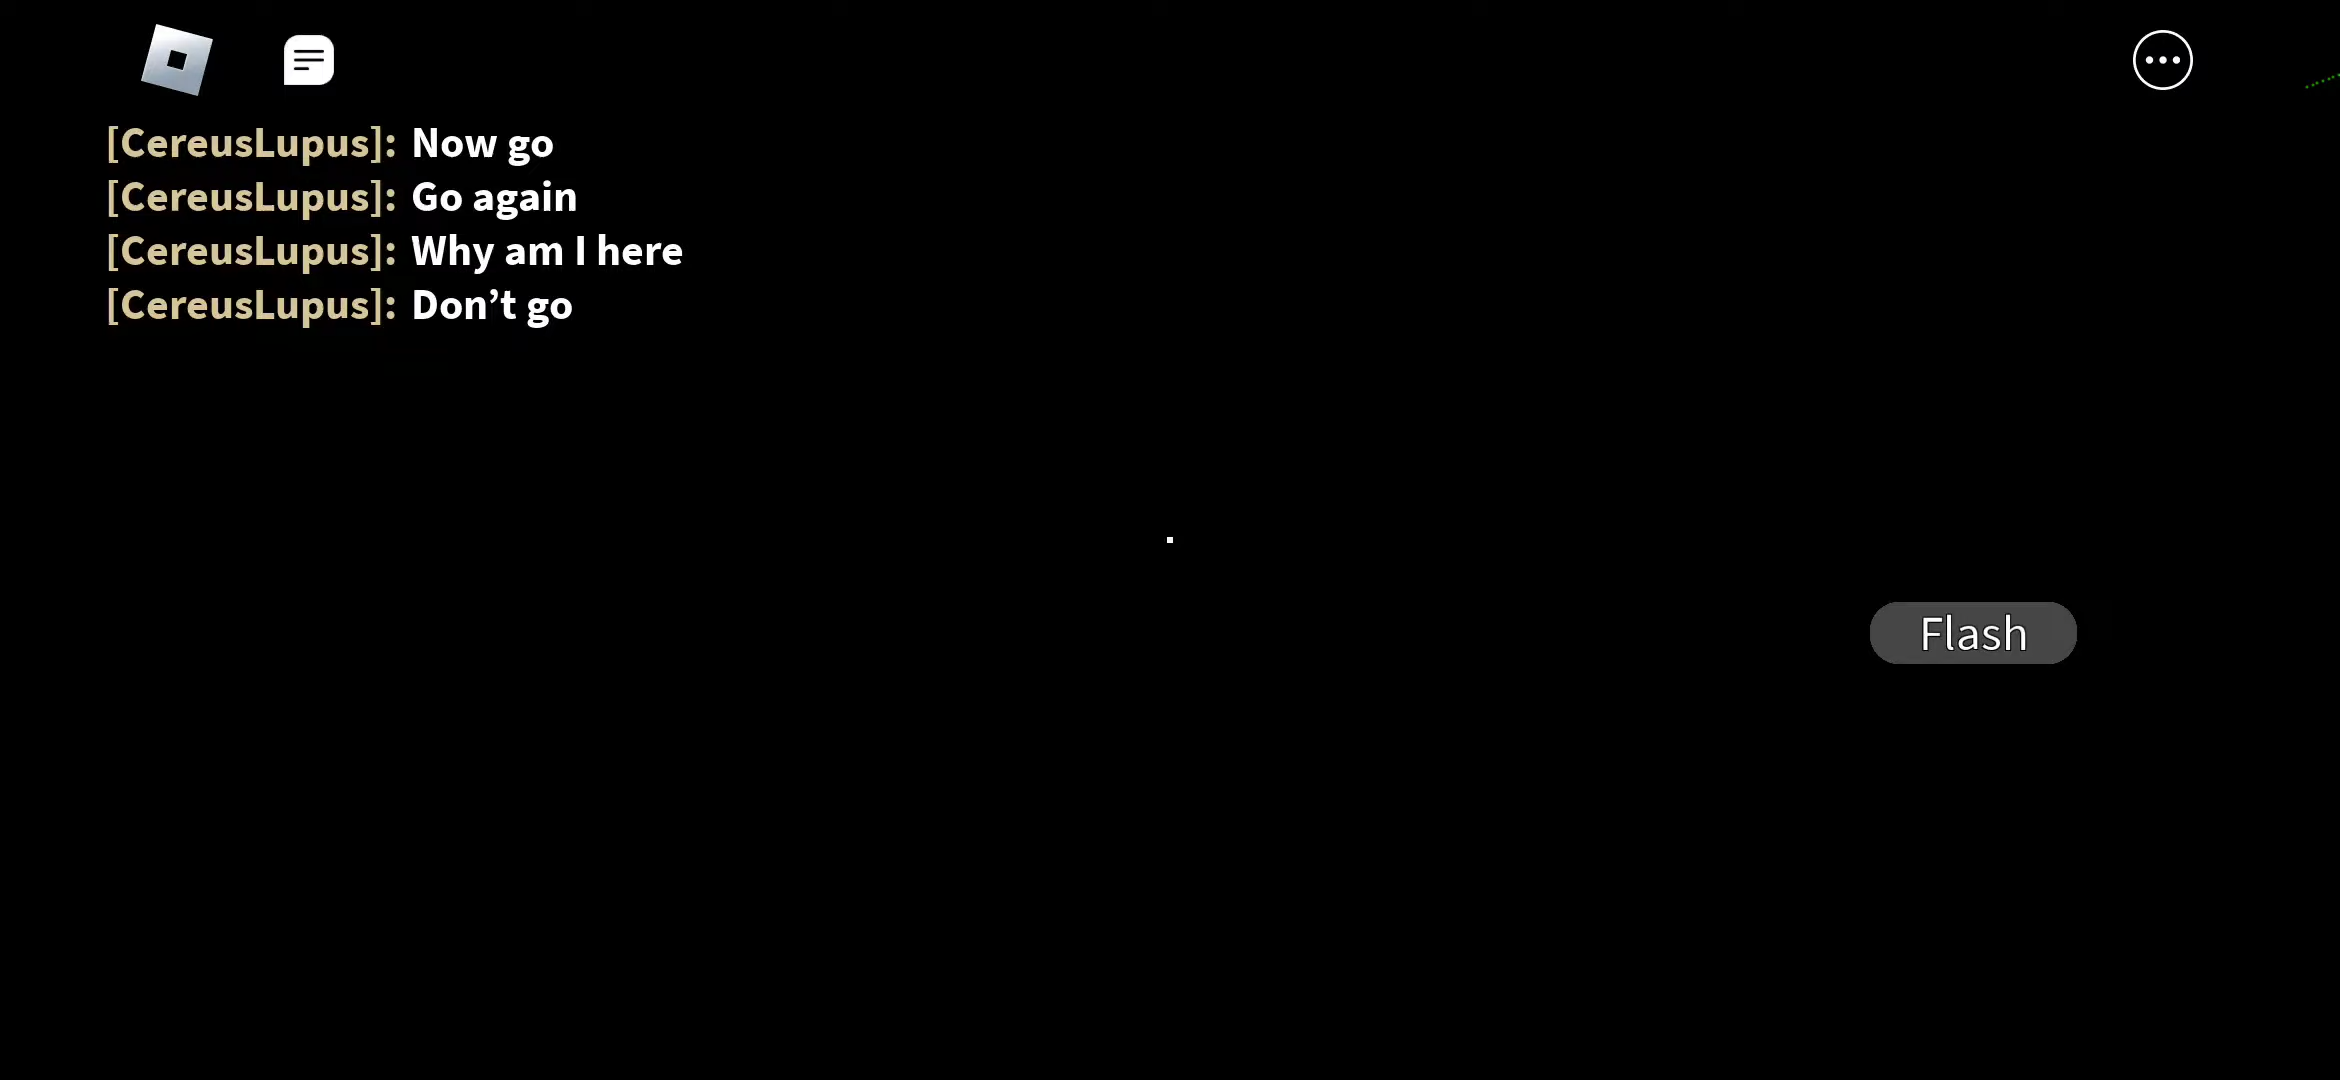 [CereusLupus]: Now go
[CereusLupus]: Go again
[CereusLupus]: Why am I here
[CereusLupus]: Don’t go
Flash